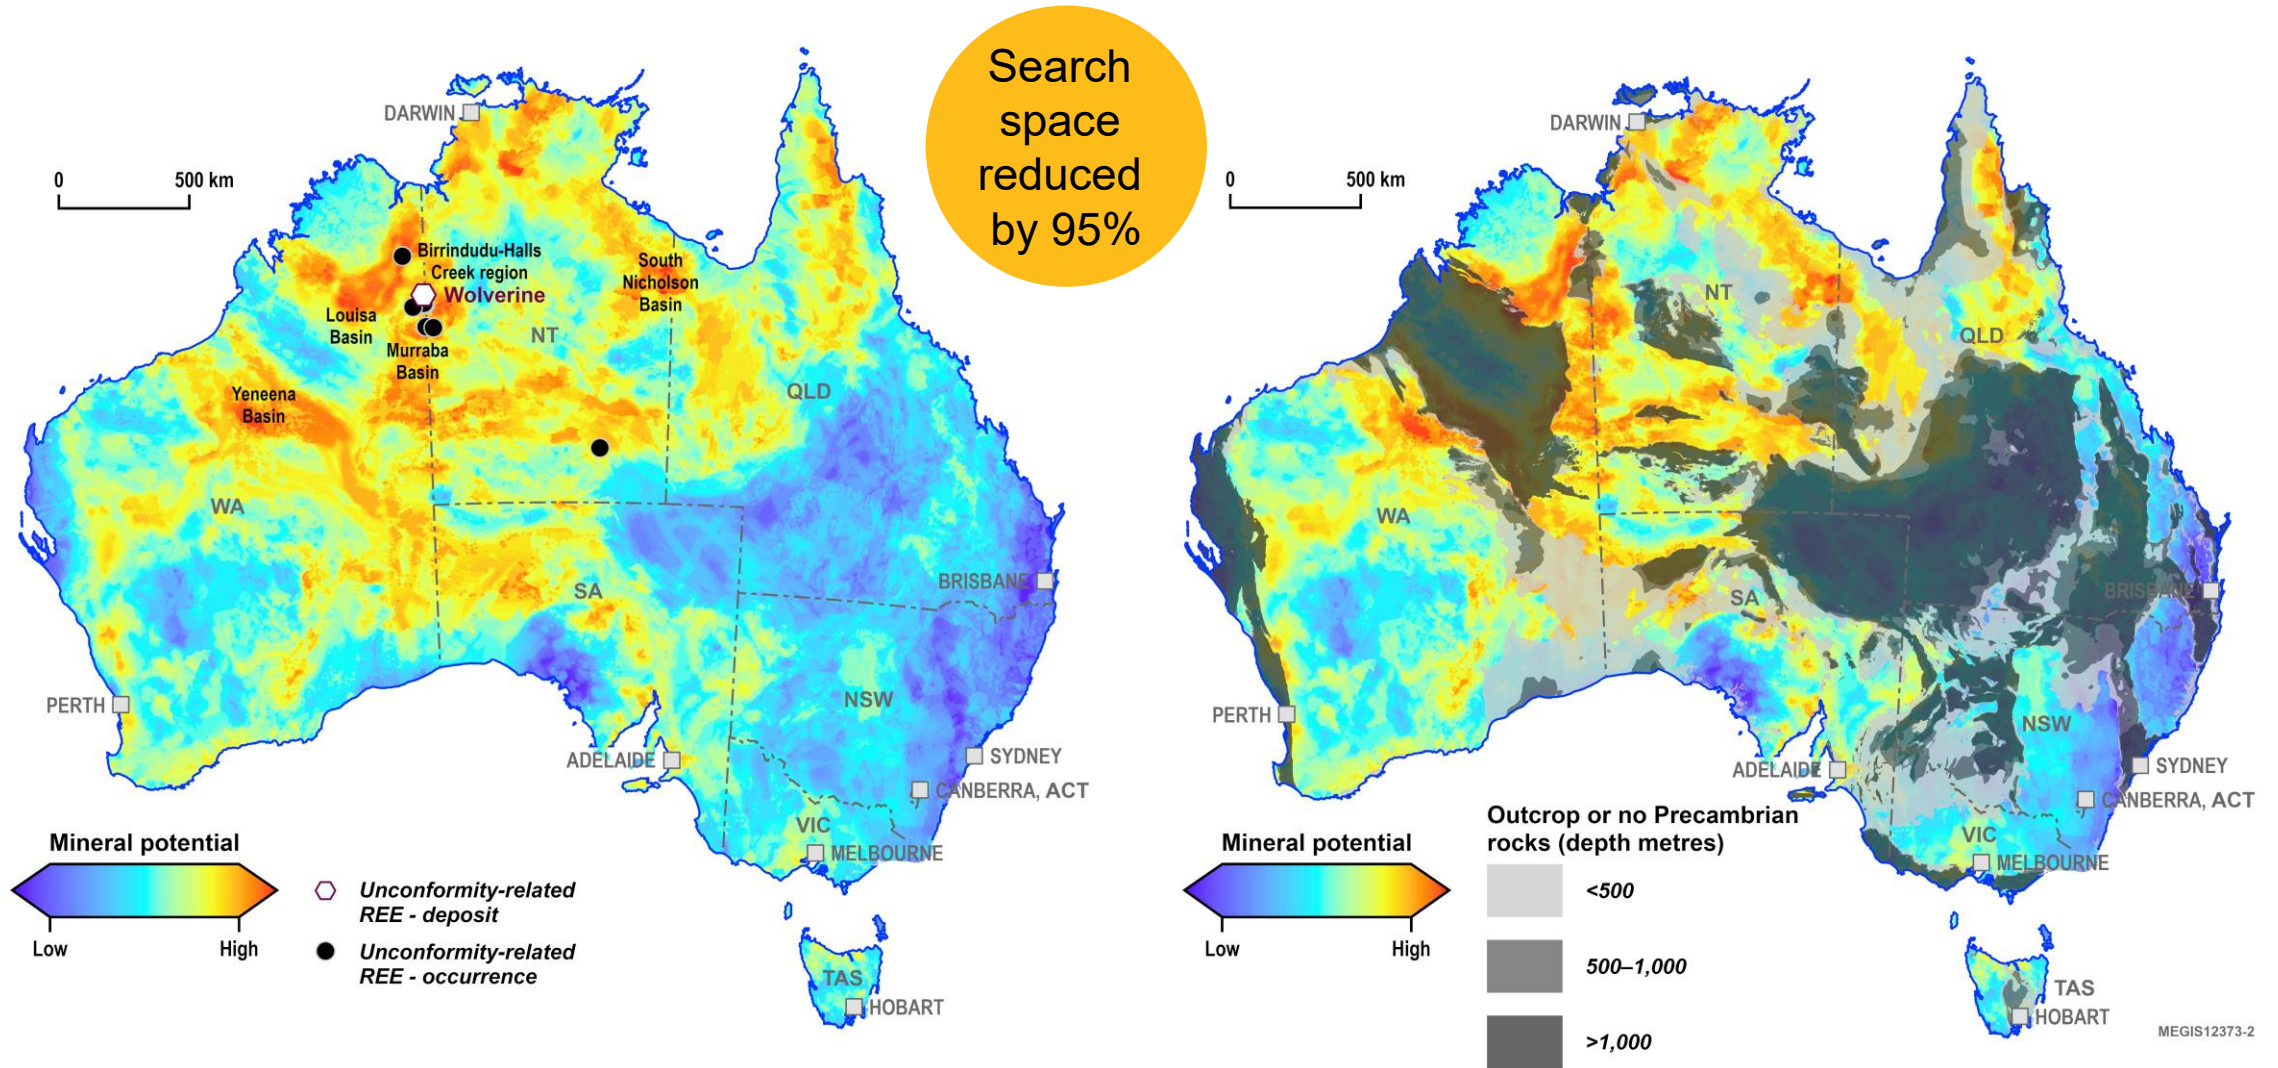 Search
space
reduced
by 95%
DARWIN
0 500 km
Birrindudu-Halls
Creek region
Wolverine
South
Nicholson
Basin
Louisa
Basin
NT
Murraba
Basin
Yeneena
Basin
QLD
WA
BRISBANE
SA
PERTH
NSW
ADELAIDE
SYDNEY
CANBERRA, ACT
VIC
MELBOURNE
TAS
HOBART
Mineral potential
Low High
Unconformity-related
REE - deposit
Unconformity-related
REE - occurrence
DARWIN
0 500 km
NT
QLD
WA
BRISBANE
SA
PERTH
NSW
ADELAIDE
SYDNEY
CANBERRA, ACT
VIC
MELBOURNE
TAS
HOBART
Mineral potential
Low High
Outcrop or no Precambrian
rocks (depth metres)
<500
500–1,000
>1,000
MEGIS12373-2